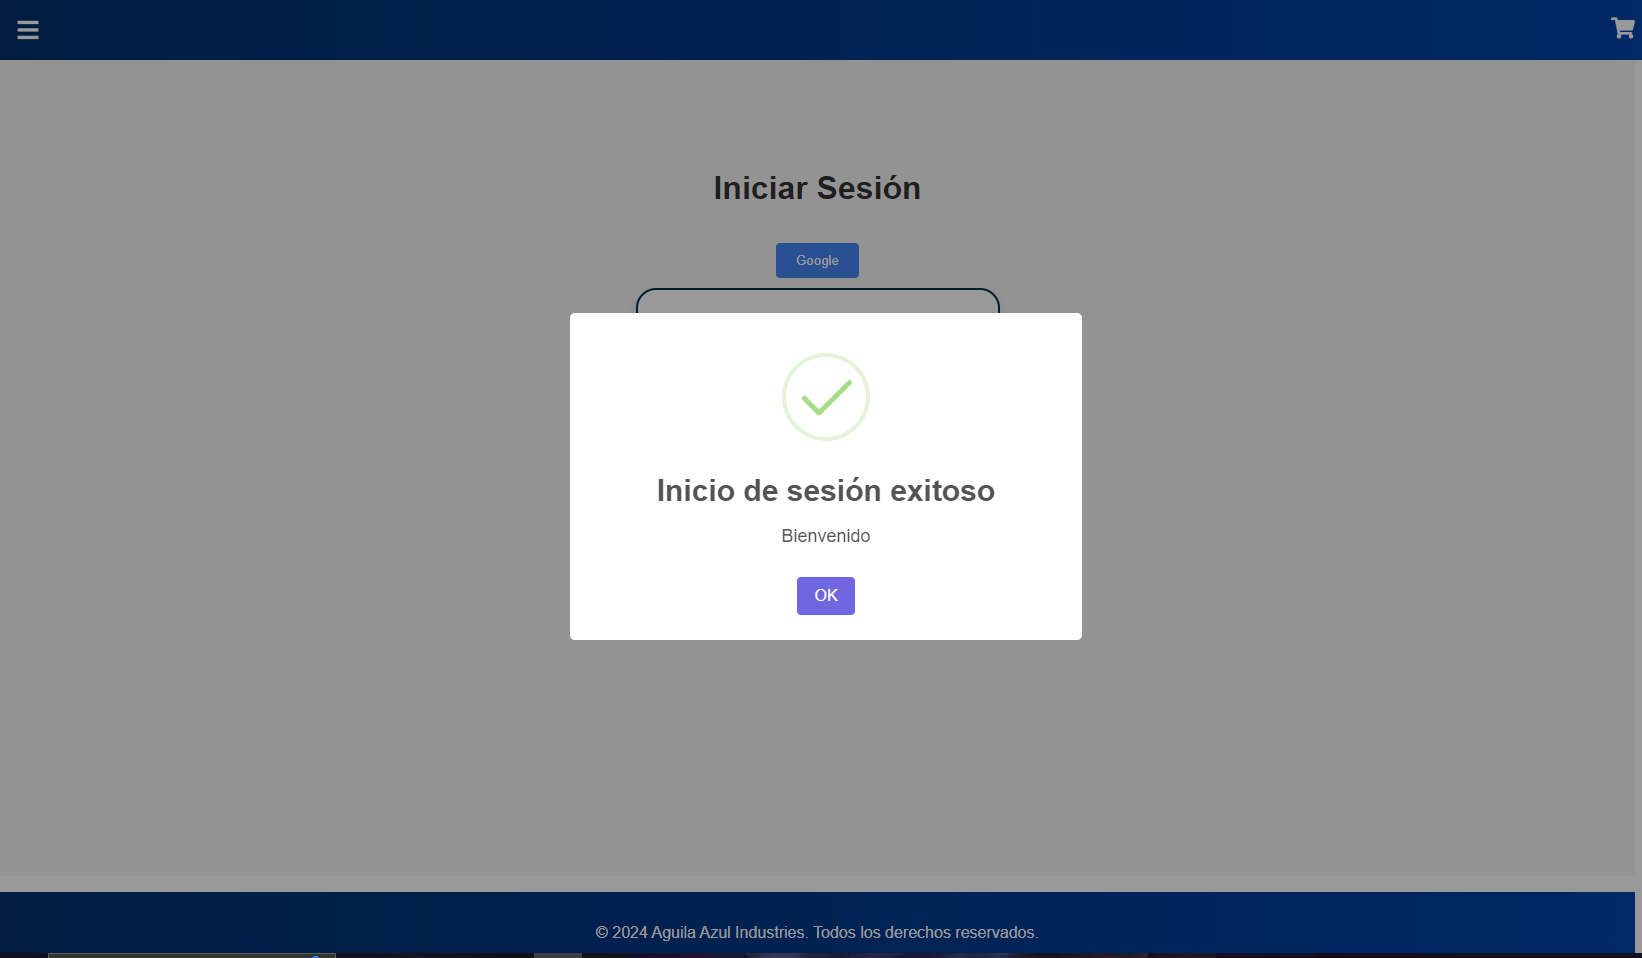 Iniciar Sesión
Google
Inicio de sesión exitoso
Bienvenido
OK
© 2024 Aguila Azul Industries. Todos los derechos reservados.